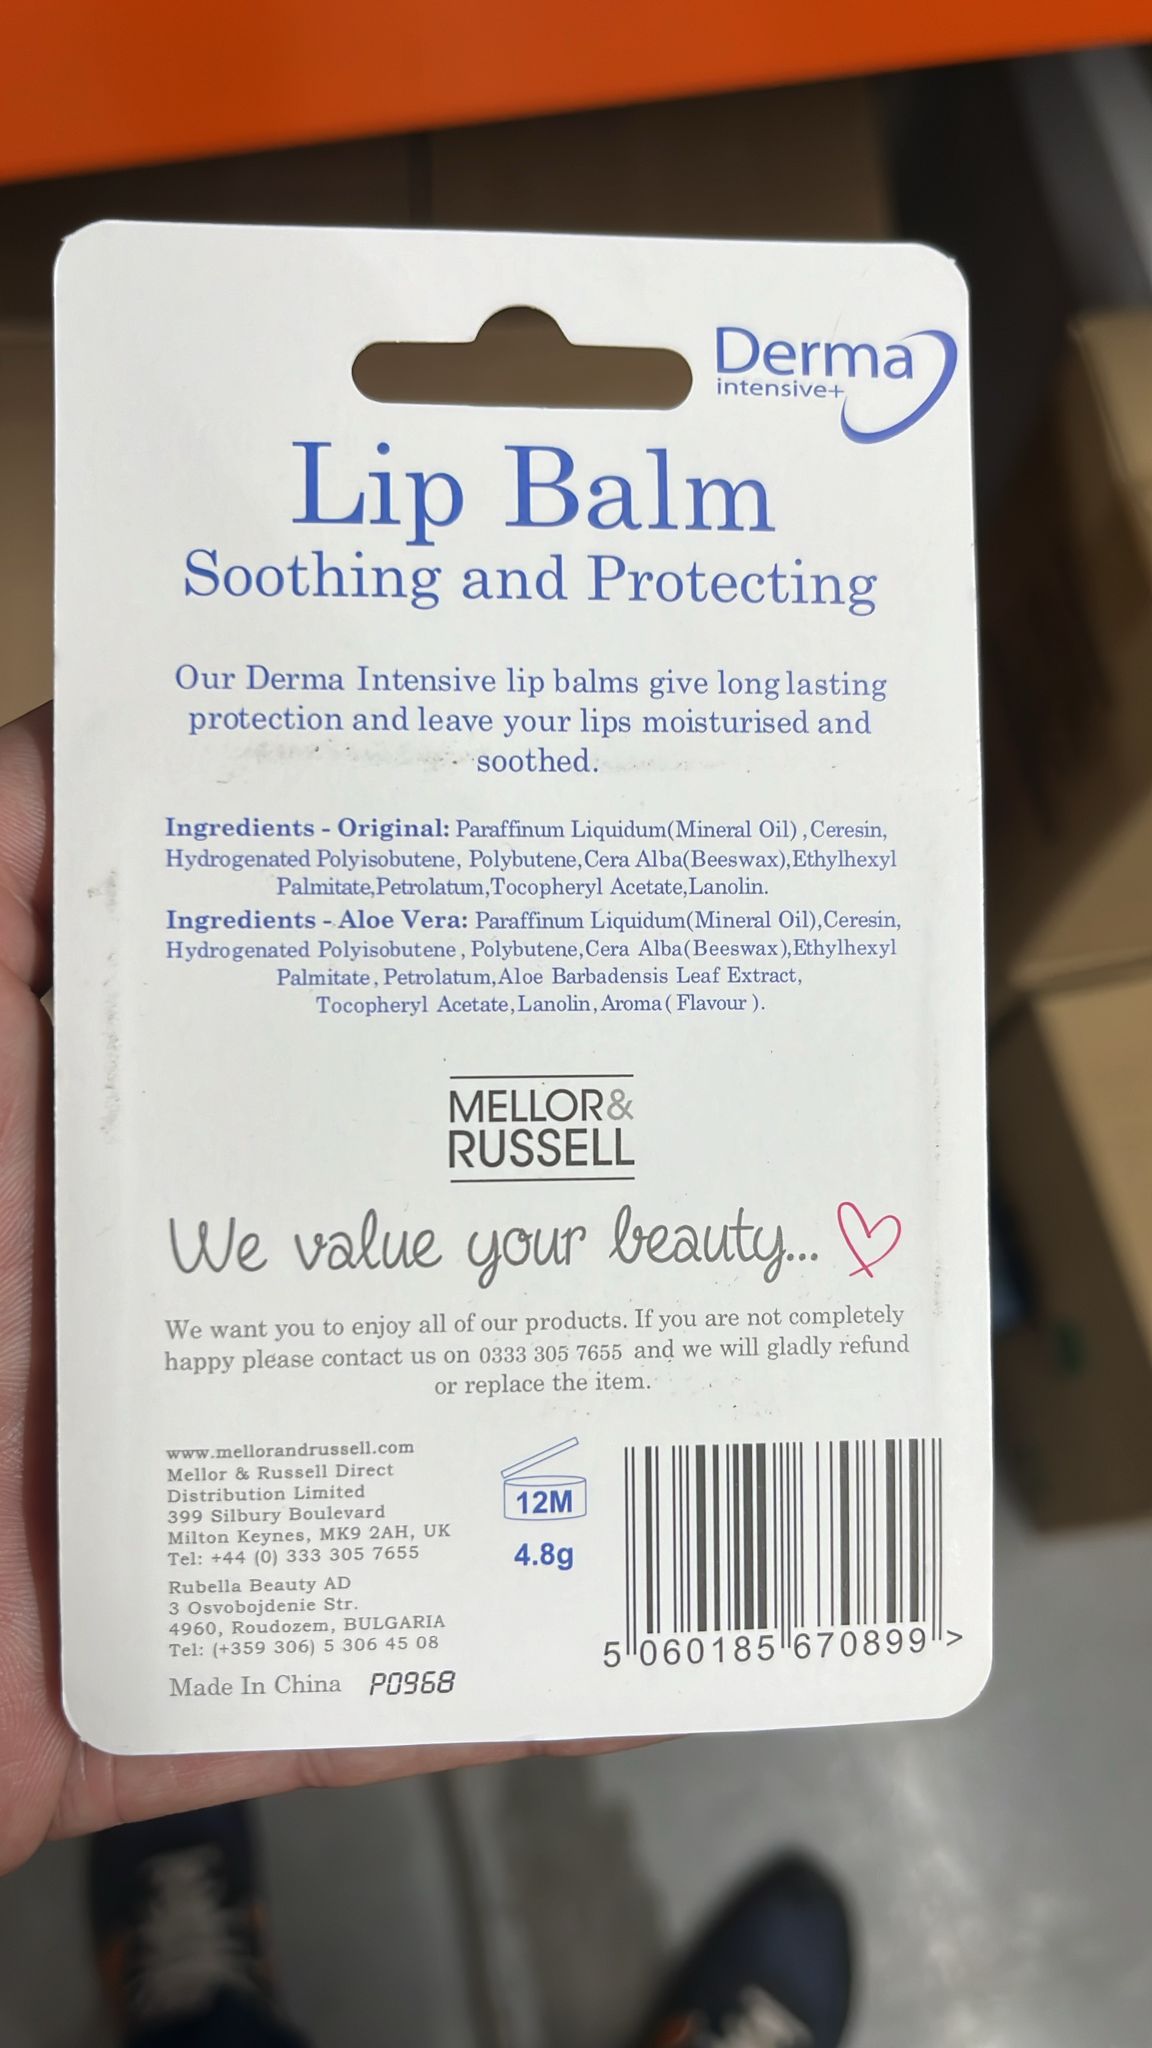 Derma
intensive+
Lip Balm
Soothing and Protecting
Our Derma Intensive lip balms give long lasting
protection and leave your lips moisturised and
soothed.
Ingredients - Original: Paraffinum Liquidum(Mineral Oil) ,Ceresin,
Hydrogenated Polyisobutene, Polybutene,Cera Alba(Beeswax),Ethylhexyl
Palmitate,Petrolatum,Tocopheryl Acetate,Lanolin.
Ingredients - Aloe Vera: Paraffinum Liquidum(Mineral Oil),Ceresin,
Hydrogenated Polyisobutene, Polybutene,Cera Alba(Beeswax),Ethylhexyl
Palmitate, Petrolatum,Aloe Barbadensis Leaf Extract,
Tocopheryl Acetate,Lanolin,Aroma( Flavour ).
MELLOR&
RUSSELL
We value your beauty...
We want you to enjoy all of our products. If you are not completely
happy please contact us on 0333 305 7655 and we will gladly refund
or replace the item.
www.mellorandrussell.com
Mellor & Russell Direct
Distribution Limited
399 Silbury Boulevard
Milton Keynes, MK9 2AH, UK
Tel: +44 (0) 333 305 7655
Rubella Beauty AD
3 Osvobojdenie Str.
4960, Roudozem, BULGARIA
Tel: (+359 306) 5 306 45 08
Made In China P0968
12M
4.8g
5 060185 670899 >